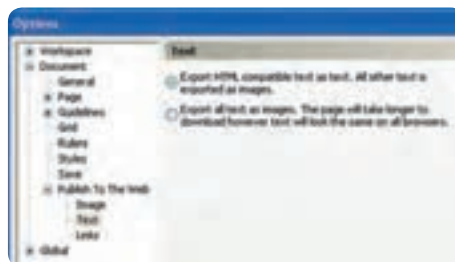 Options
Workspace
Document
General
Page
Guidelines
Grid
Rulers
Styles
Save
Publish To The Web
Image
Text
Links
Global
Text
Export HTML compatible text as text. All other text is
exported as images.
Export all text as images. The page will take longer to
download however text will look the same on all browsers.